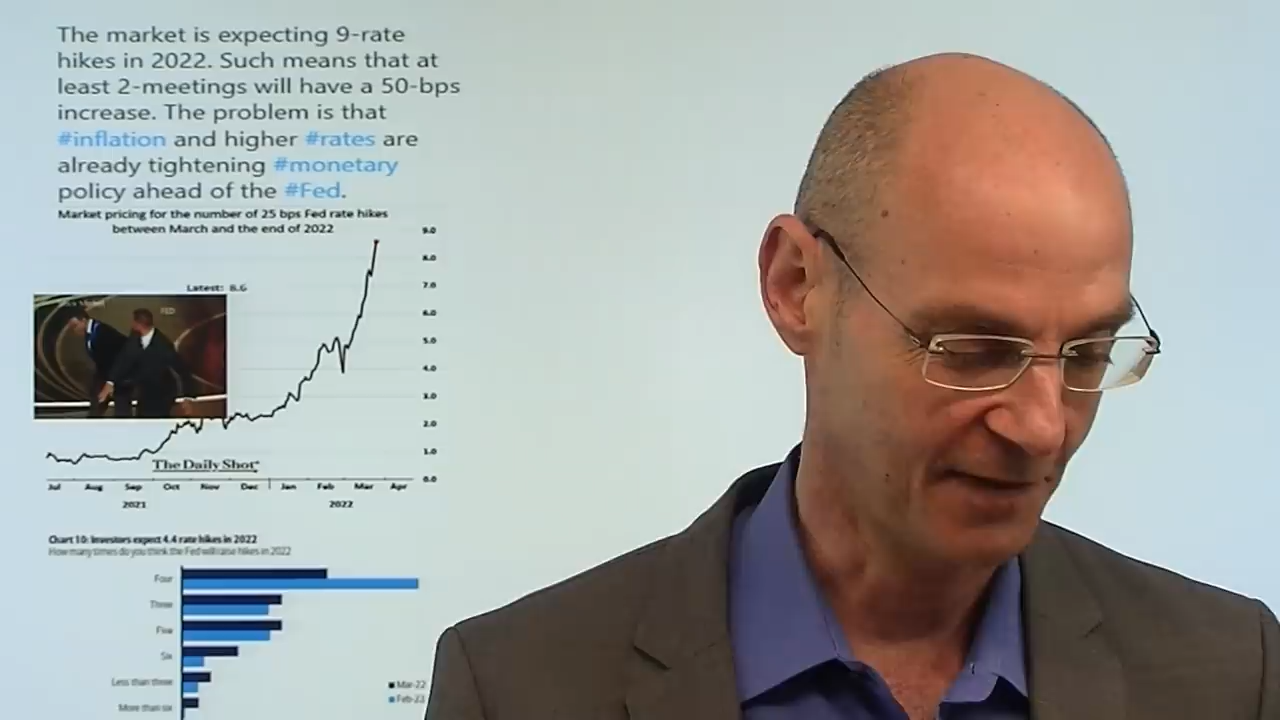 The market is expecting 9-rate
hikes in 2022. Such means that at
least 2-meetings will have a 50-bps
increase. The problem is that
#inflation and higher #rates are
already tightening #monetary
policy ahead of the #Fed.
Market pricing for the number of 25 bps Fed rate hikes
between March and the end of 2022
9.0
8.0
Latest: 8.6
7.0
FED
6.0
5.0
4.0
3.0
2.0
1.0
The Daily Shot
0.0
Jul Aug Sep Oct Nov Dec Jan Feb Mar Apr
2021 2022
Chart 10: Investors expect 4.4 rate hikes in 2022
How many times do you think the Fed will raise hikes in 2022
Four
Three
Five
Six
Less than three
Mar-22
Feb-22
More than six